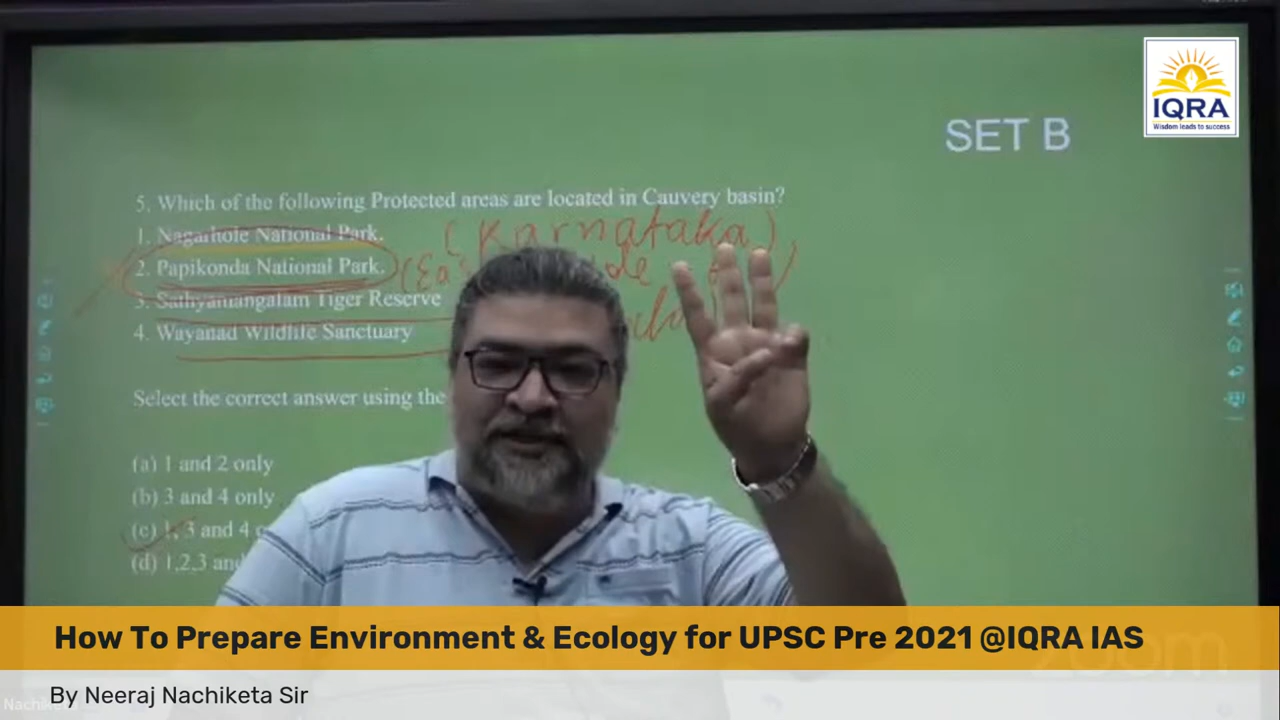 IQRA
Wisdom leads to success
SET B
5. Which of the following Protected areas are located in Cauvery basin?
1. Nagarhole National Park.
(Karnataka),
2. Papikonda National Park.
3. Sathyamangalam Tiger Reserve
4. Wayanad Wildlife Sanctuary
Select the correct answer using the
(a) 1 and 2 only
(b) 3 and 4 only
(c) 1, 3 and 4
(d) 1,2,3 and
How To Prepare Environment & Ecology for UPSC Pre 2021 @IQRA IAS
zoom
By Neeraj Nachiketa Sir